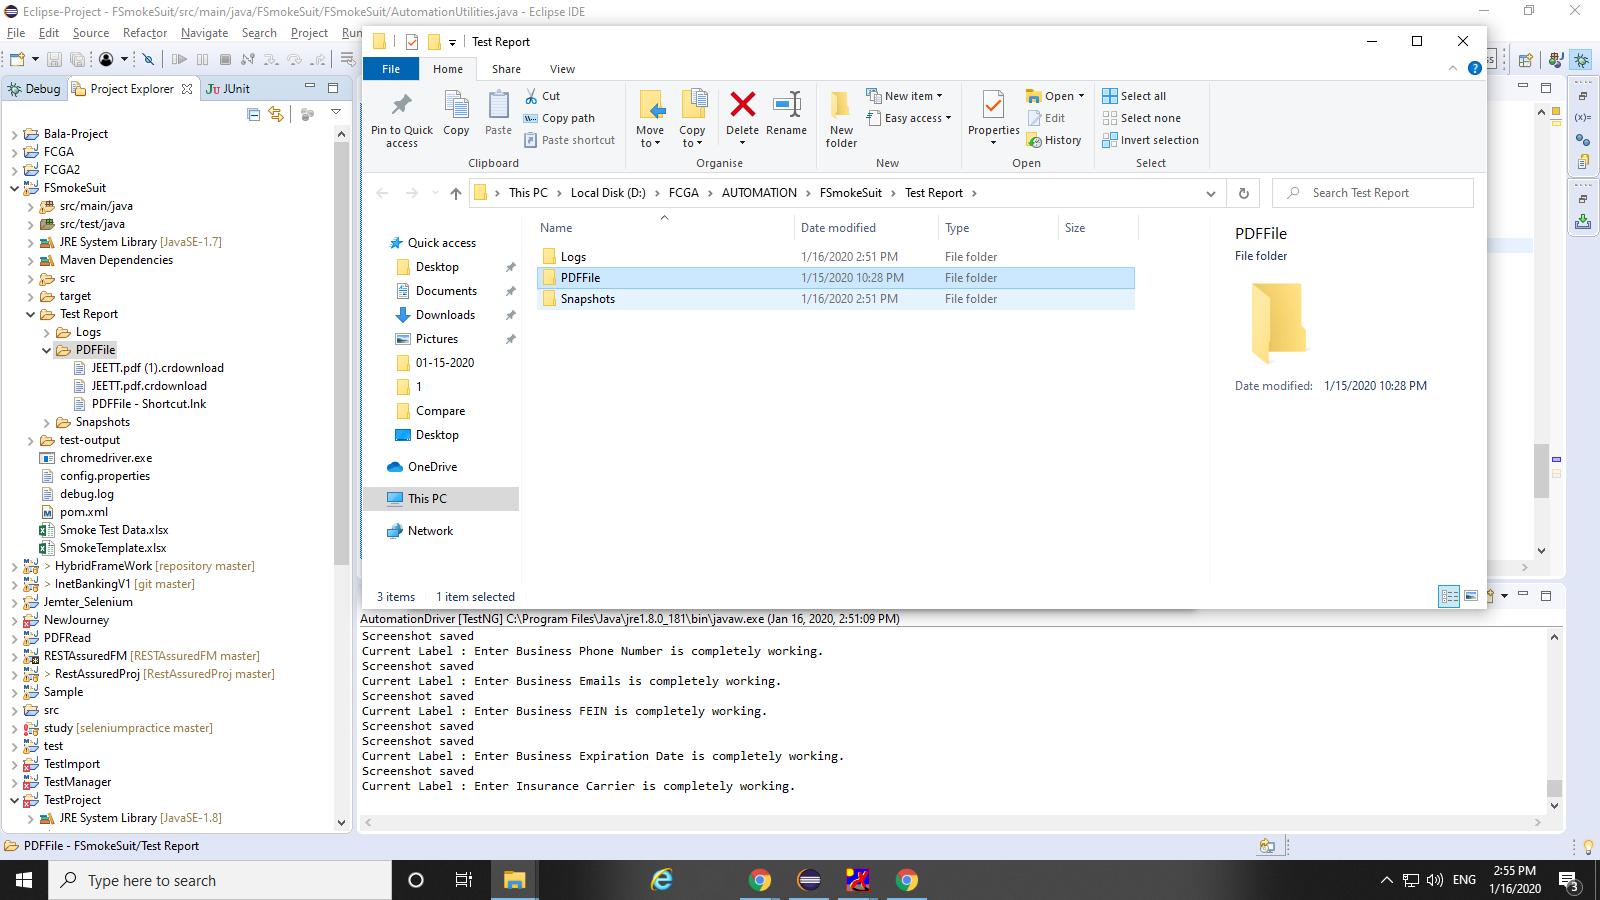 Eclipse-Project - FSmokeSuit/src/main/java/FSmokeSuit/FSmokeSuit/AutomationUtilities.java - Eclipse IDE
File Edit Source Refactor Navigate Search Project
Debug Project Explorer JUnit
Bala-Project
FCGA
FCGA2
FSmokeSuit
src/main/java
src/test/java
JRE System Library [JavaSE-1.7]
Maven Dependencies
src
target
Test Report
Logs
PDFFile
JEETT.pdf (1).crdownload
JEETT.pdf.crdownload
PDFFile - Shortcut.lnk
Snapshots
test-output
chromedriver.exe
config.properties
debug.log
pom.xml
Smoke Test Data.xlsx
SmokeTemplate.xlsx
> HybridFrameWork [repository master]
> InetBankingV1 [git master]
Jemter_Selenium
NewJourney
PDFRead
RESTAssuredFM [RESTAssuredFM master]
> RestAssuredProj [RestAssuredProj master]
Sample
src
study [seleniumpractice master]
test
TestImport
TestManager
TestProject
JRE System Library [JavaSE-1.8]
PDFFile - FSmokeSuit/Test Report
Test Report
File Home Share View
Pin to Quick access
Copy
Paste
Cut
Copy path
Paste shortcut
Clipboard
Move to
Copy to
Delete
Rename
Organise
New folder
New item
Easy access
New
Properties
Open
Edit
History
Open
Select all
Select none
Invert selection
Select
This PC > Local Disk (D:) > FCGA > AUTOMATION > FSmokeSuit > Test Report >
Search Test Report
Quick access
Desktop
Documents
Downloads
Pictures
01-15-2020
1
Compare
Desktop
OneDrive
This PC
Network
Name Date modified Type Size
Logs 1/16/2020 2:51 PM File folder
PDFFile 1/15/2020 10:28 PM File folder
Snapshots 1/16/2020 2:51 PM File folder
PDFFile
File folder
Date modified: 1/15/2020 10:28 PM
3 items 1 item selected
AutomationDriver [TestNG] C:\Program Files\Java\jre1.8.0_181\bin\javaw.exe (Jan 16, 2020, 2:51:09 PM)
Screenshot saved
Current Label : Enter Business Phone Number is completely working.
Screenshot saved
Current Label : Enter Business Emails is completely working.
Screenshot saved
Current Label : Enter Business FEIN is completely working.
Screenshot saved
Screenshot saved
Current Label : Enter Business Expiration Date is completely working.
Screenshot saved
Current Label : Enter Insurance Carrier is completely working.
Type here to search
ENG
2:55 PM
1/16/2020
3